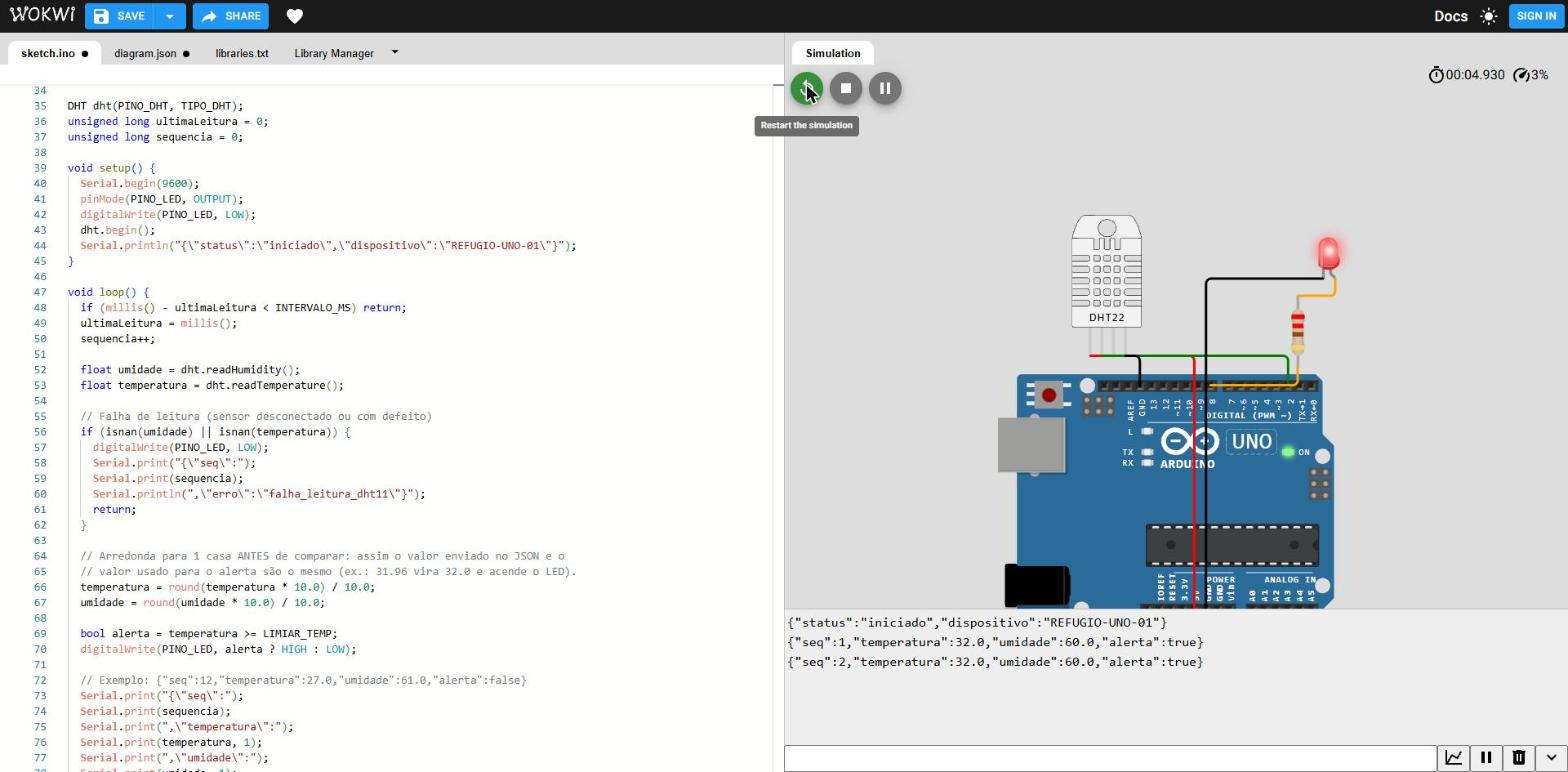 WOKWI SAVE SHARE Docs SIGN IN
sketch.ino diagram.json libraries.txt Library Manager
Simulation
00:04.930 3%
Restart the simulation
34
35 DHT dht(PINO_DHT, TIPO_DHT);
36 unsigned long ultimaLeitura = 0;
37 unsigned long sequencia = 0;
38
39 void setup() {
40 Serial.begin(9600);
41 pinMode(PINO_LED, OUTPUT);
42 digitalWrite(PINO_LED, LOW);
43 dht.begin();
44 Serial.println("{\"status\":\"iniciado\",\"dispositivo\":\"REFUGIO-UNO-01\"}");
45 }
46
47 void loop() {
48 if (millis() - ultimaLeitura < INTERVALO_MS) return;
49 ultimaLeitura = millis();
50 sequencia++;
51
52 float umidade = dht.readHumidity();
53 float temperatura = dht.readTemperature();
54
55 // Falha de leitura (sensor desconectado ou com defeito)
56 if (isnan(umidade) || isnan(temperatura)) {
57 digitalWrite(PINO_LED, LOW);
58 Serial.print("{\"seq\":");
59 Serial.print(sequencia);
60 Serial.println(",\"erro\":\"falha_leitura_dht11\"}");
61 return;
62 }
63
64 // Arredonda para 1 casa ANTES de comparar: assim o valor enviado no JSON e o
65 // valor usado para o alerta são o mesmo (ex.: 31.96 vira 32.0 e acende o LED).
66 temperatura = round(temperatura * 10.0) / 10.0;
67 umidade = round(umidade * 10.0) / 10.0;
68
69 bool alerta = temperatura >= LIMIAR_TEMP;
70 digitalWrite(PINO_LED, alerta ? HIGH : LOW);
71
72 // Exemplo: {"seq":12,"temperatura":27.0,"umidade":61.0,"alerta":false}
73 Serial.print("{\"seq\":");
74 Serial.print(sequencia);
75 Serial.print(",\"temperatura\":");
76 Serial.print(temperatura, 1);
77 Serial.print(",\"umidade\":");
DHT22
AREF GND 13 12 ~11 ~10 ~9 8 7 ~6 ~5 4 ~3 2 TX→1 RX←0
DIGITAL (PWM ~)
L
TX
RX
UNO
ON
ARDUINO
POWER ANALOG IN
IOREF RESET 3.3V 5V GND GND Vin A0 A1 A2 A3 A4 A5
{"status":"iniciado","dispositivo":"REFUGIO-UNO-01"}
{"seq":1,"temperatura":32.0,"umidade":60.0,"alerta":true}
{"seq":2,"temperatura":32.0,"umidade":60.0,"alerta":true}